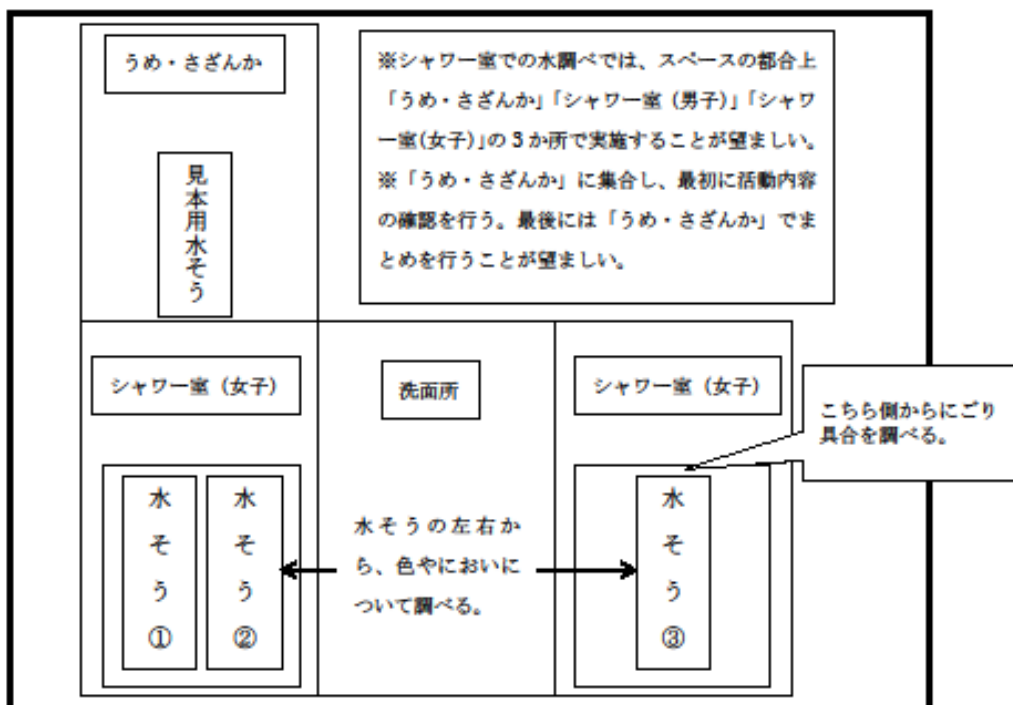 うめ・さざんか
※シャワー室での水調べでは、スペースの都合上
「うめ・さざんか」「シャワー室（男子）」「シャワ
ー室(女子)」の3か所で実施することが望ましい。
※「うめ・さざんか」に集合し、最初に活動内容
の確認を行う。最後には「うめ・さざんか」でま
とめを行うことが望ましい。
見本用水そう
シャワー室（女子）
洗面所
シャワー室（女子）
こちら側からにごり
具合を調べる。
水そう①
水そう②
水そうの左右か
ら、色やにおいに
ついて調べる。
水そう③